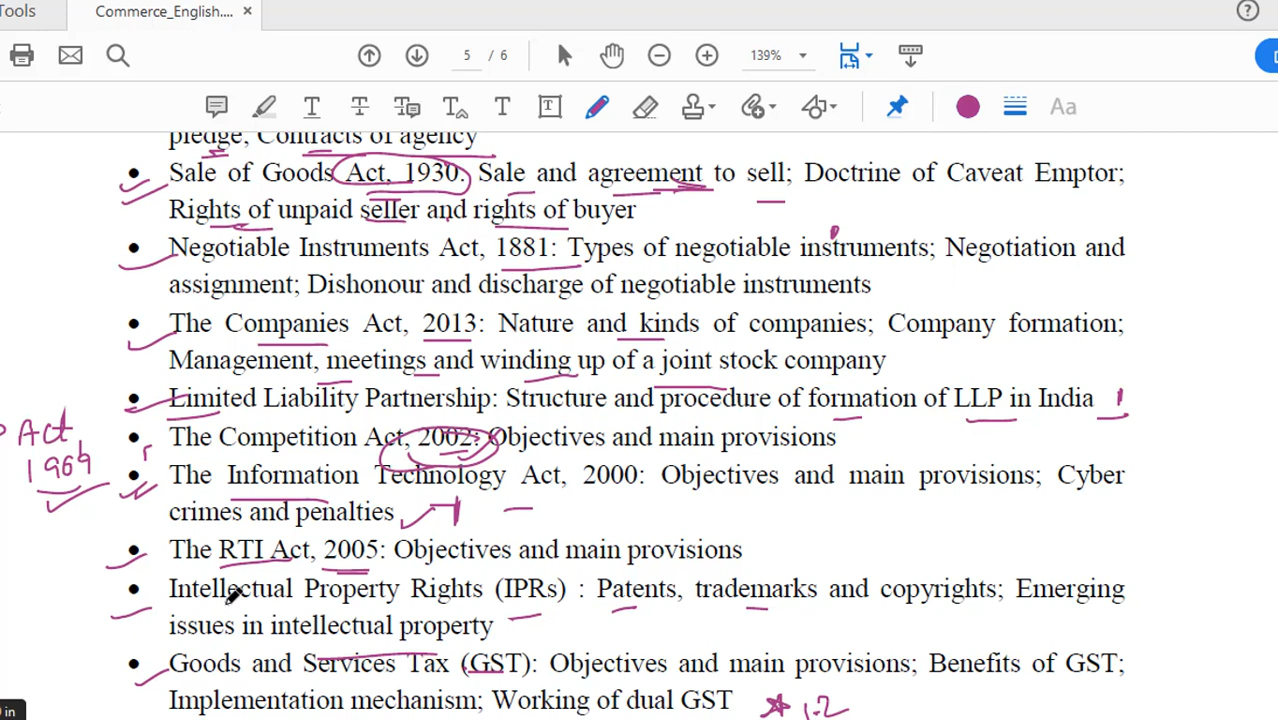 Tools
Commerce_English.... ×
5 / 6
139%
Aa
pledge, Contracts of agency
• Sale of Goods Act, 1930: Sale and agreement to sell; Doctrine of Caveat Emptor;
Rights of unpaid seller and rights of buyer
• Negotiable Instruments Act, 1881: Types of negotiable instruments; Negotiation and
assignment; Dishonour and discharge of negotiable instruments
• The Companies Act, 2013: Nature and kinds of companies; Company formation;
Management, meetings and winding up of a joint stock company
• Limited Liability Partnership: Structure and procedure of formation of LLP in India
Act
• The Competition Act, 2002: Objectives and main provisions
1969
• The Information Technology Act, 2000: Objectives and main provisions; Cyber
crimes and penalties
• The RTI Act, 2005: Objectives and main provisions
• Intellectual Property Rights (IPRs) : Patents, trademarks and copyrights; Emerging
issues in intellectual property
• Goods and Services Tax (GST): Objectives and main provisions; Benefits of GST;
Implementation mechanism; Working of dual GST
1-2